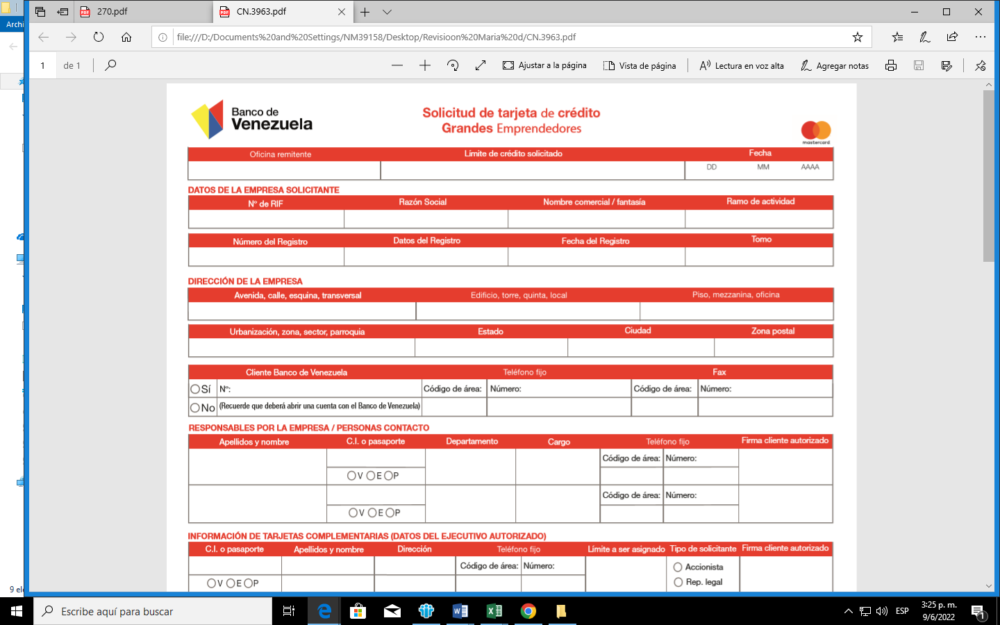 Archi
270.pdf
CN.3963.pdf
file:///D:/Documents%20and%20Settings/NM39158/Desktop/Revisioon%20Maria%20d/CN.3963.pdf
1 de 1
Ajustar a la página
Vista de página
Lectura en voz alta
Agregar notas
Banco de
Venezuela
Solicitud de tarjeta de crédito
Grandes Emprendedores
mastercard
Oficina remitente Límite de crédito solicitado Fecha
DD MM AAAA
DATOS DE LA EMPRESA SOLICITANTE
Nº de RIF Razón Social Nombre comercial / fantasía Ramo de actividad
Número del Registro Datos del Registro Fecha del Registro Tomo
DIRECCIÓN DE LA EMPRESA
Avenida, calle, esquina, transversal Edificio, torre, quinta, local Piso, mezzanina, oficina
Urbanización, zona, sector, parroquia Estado Ciudad Zona postal
Cliente Banco de Venezuela Teléfono fijo Fax
Sí Nº: Código de área: Número: Código de área: Número:
No (Recuerde que deberá abrir una cuenta con el Banco de Venezuela)
RESPONSABLES POR LA EMPRESA / PERSONAS CONTACTO
Apellidos y nombre C.I. o pasaporte Departamento Cargo Teléfono fijo Firma cliente autorizado
Código de área: Número:
V E P
Código de área: Número:
V E P
INFORMACIÓN DE TARJETAS COMPLEMENTARIAS (DATOS DEL EJECUTIVO AUTORIZADO)
C.I. o pasaporte Apellidos y nombre Dirección Teléfono fijo Límite a ser asignado Tipo de solicitante Firma cliente autorizado
Código de área: Número: Accionista
V E P Rep. legal
9 ele
Escribe aquí para buscar
ESP
3:25 p. m.
9/6/2022
1